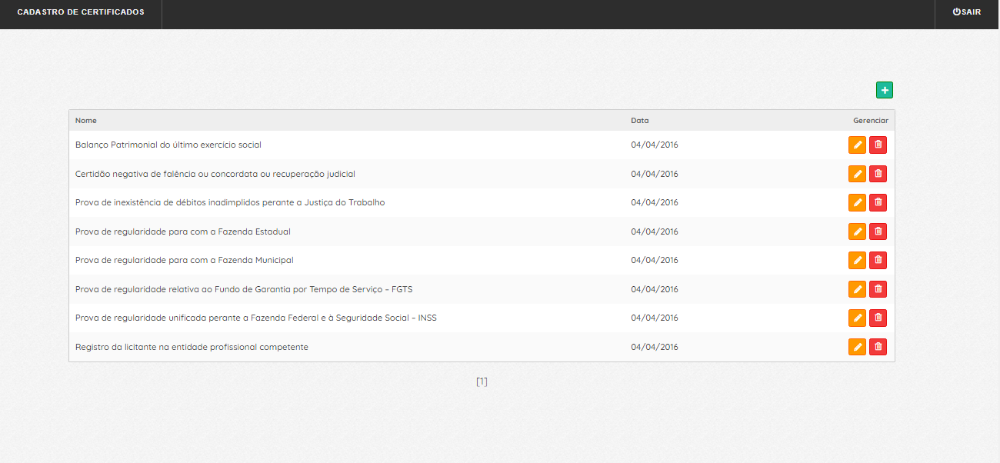 CADASTRO DE CERTIFICADOS SAIR
Nome Data Gerenciar
Balanço Patrimonial do último exercício social 04/04/2016
Certidão negativa de falência ou concordata ou recuperação judicial 04/04/2016
Prova de inexistência de débitos inadimplidos perante a Justiça do Trabalho 04/04/2016
Prova de regularidade para com a Fazenda Estadual 04/04/2016
Prova de regularidade para com a Fazenda Municipal 04/04/2016
Prova de regularidade relativa ao Fundo de Garantia por Tempo de Serviço – FGTS 04/04/2016
Prova de regularidade unificada perante a Fazenda Federal e à Seguridade Social – INSS 04/04/2016
Registro da licitante na entidade profissional competente 04/04/2016
[1]